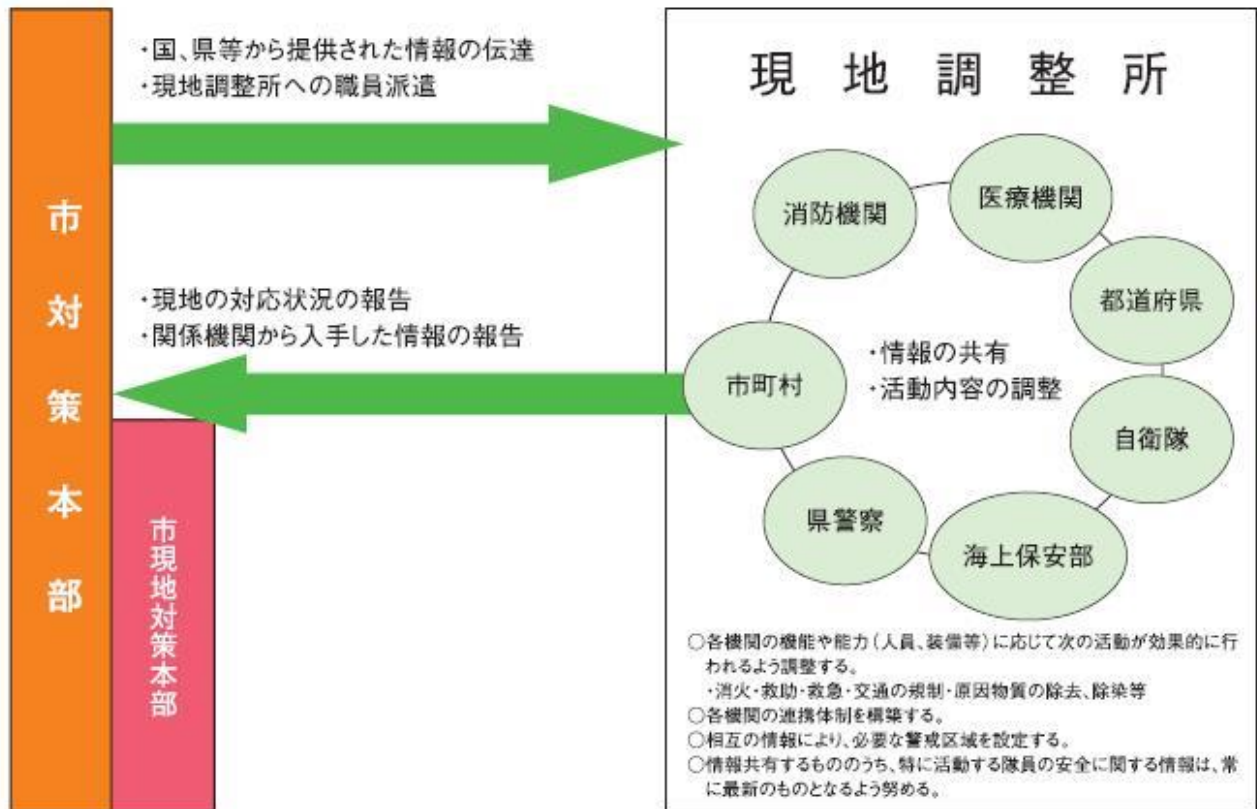 市対策本部
市現地対策本部
・国、県等から提供された情報の伝達
・現地調整所への職員派遣
・現地の対応状況の報告
・関係機関から入手した情報の報告
現地調整所
消防機関
医療機関
都道府県
市町村
・情報の共有
・活動内容の調整
自衛隊
県警察
海上保安部
○各機関の機能や能力（人員、装備等）に応じて次の活動が効果的に行
われるよう調整する。
・消火・救助・救急・交通の規制・原因物質の除去、除染等
○各機関の連携体制を構築する。
○相互の情報により、必要な警戒区域を設定する。
○情報共有するもののうち、特に活動する隊員の安全に関する情報は、常
に最新のものとなるよう努める。